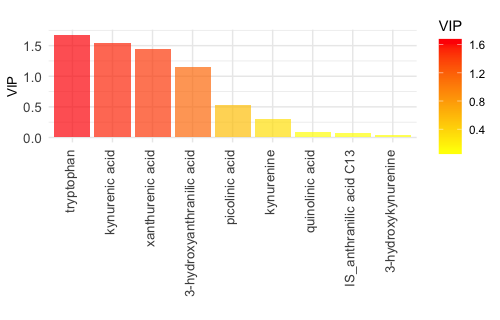 VIP
1.5
1.0
0.5
0.0
VIP
1.6
1.2
0.8
0.4
tryptophan
kynurenic acid
xanthurenic acid
3-hydroxyanthranilic acid
picolinic acid
kynurenine
quinolinic acid
IS_anthranilic acid C13
3-hydroxykynurenine